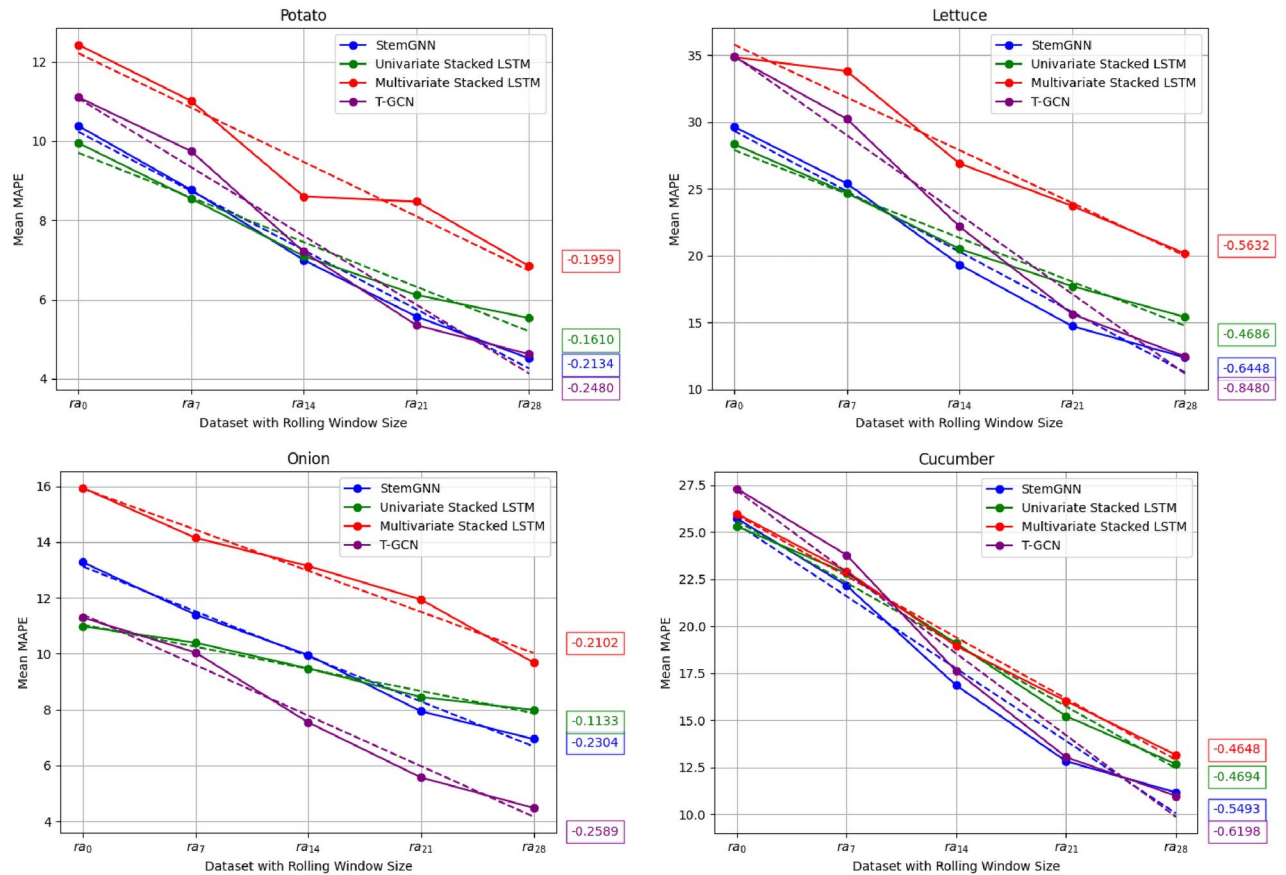 Potato
StemGNN
Univariate Stacked LSTM
Multivariate Stacked LSTM
T-GCN
12
10
8
6
4
Mean MAPE
-0.1959
-0.1610
-0.2134
-0.2480
ra0 ra7 ra14 ra21 ra28
Dataset with Rolling Window Size
Lettuce
StemGNN
Univariate Stacked LSTM
Multivariate Stacked LSTM
T-GCN
35
30
25
20
15
10
Mean MAPE
-0.5632
-0.4686
-0.6448
-0.8480
ra0 ra7 ra14 ra21 ra28
Dataset with Rolling Window Size
Onion
StemGNN
Univariate Stacked LSTM
Multivariate Stacked LSTM
T-GCN
16
14
12
10
8
6
4
Mean MAPE
-0.2102
-0.1133
-0.2304
-0.2589
ra0 ra7 ra14 ra21 ra28
Dataset with Rolling Window Size
Cucumber
StemGNN
Univariate Stacked LSTM
Multivariate Stacked LSTM
T-GCN
27.5
25.0
22.5
20.0
17.5
15.0
12.5
10.0
Mean MAPE
-0.4648
-0.4694
-0.5493
-0.6198
ra0 ra7 ra14 ra21 ra28
Dataset with Rolling Window Size